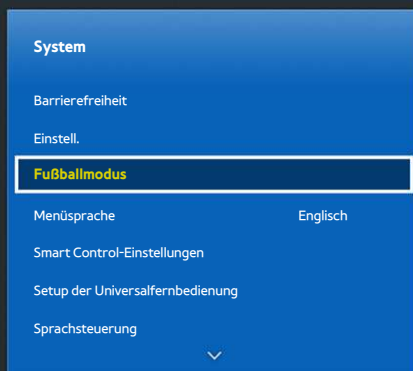 System
Barrierefreiheit
Einstell.
Fußballmodus
Menüsprache Englisch
Smart Control-Einstellungen
Setup der Universalfernbedienung
Sprachsteuerung